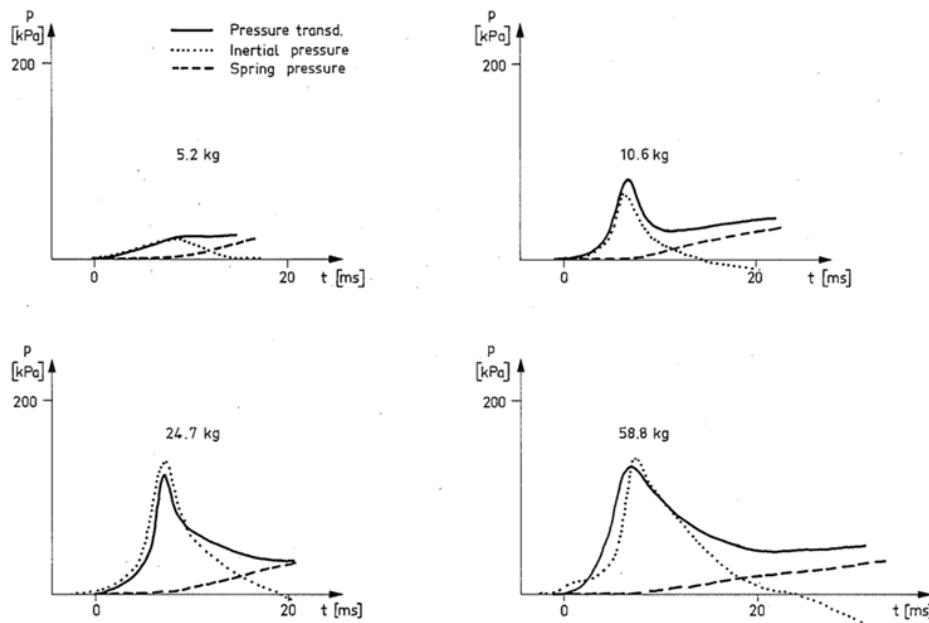 P
[kPa]
200
Pressure transd.
Inertial pressure
Spring pressure
5.2 kg
0
20
t [ms]
P
[kPa]
200
10.6 kg
0
20
t [ms]
P
[kPa]
200
24.7 kg
0
20
t [ms]
P
[kPa]
200
58.8 kg
0
20
t [ms]